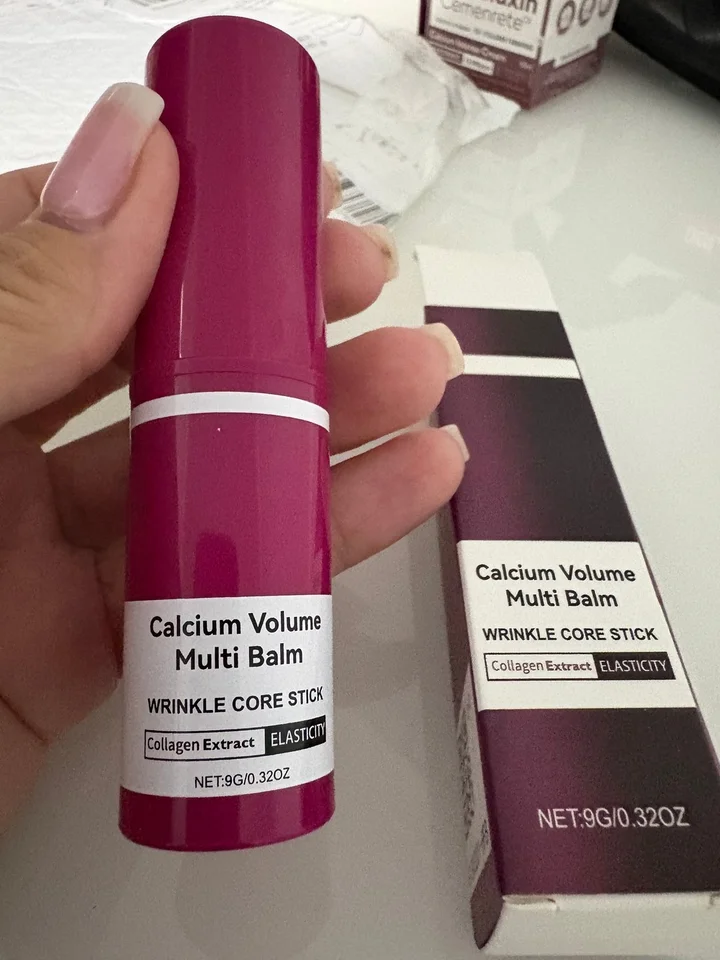 Cemenrete
Calcium Volume
Multi Balm
WRINKLE CORE STICK
Collagen Extract ELASTICITY
NET:9G/0.32OZ
Calcium Volume
Multi Balm
WRINKLE CORE STICK
Collagen Extract ELASTICITY
NET:9G/0.32OZ